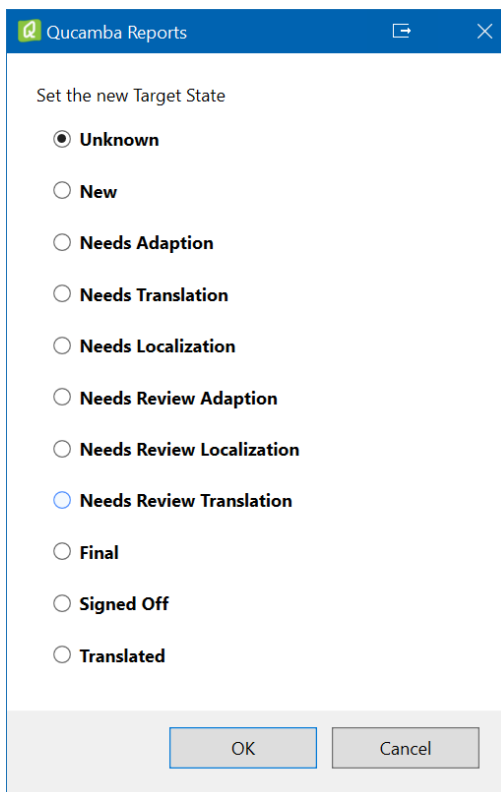 Qucamba Reports
Set the new Target State
Unknown
New
Needs Adaption
Needs Translation
Needs Localization
Needs Review Adaption
Needs Review Localization
Needs Review Translation
Final
Signed Off
Translated
OK
Cancel